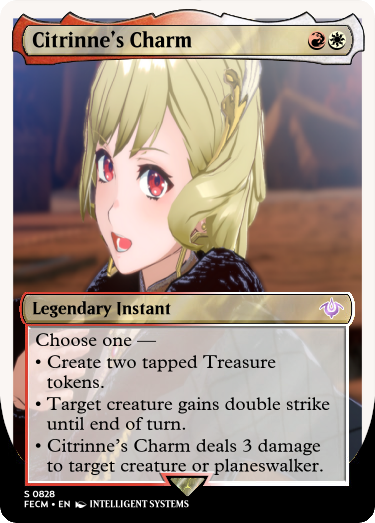 Citrinne's Charm
Legendary Instant
Choose one —
• Create two tapped Treasure
tokens.
• Target creature gains double strike
until end of turn.
• Citrinne's Charm deals 3 damage
to target creature or planeswalker.
S 0828
FECM • EN INTELLIGENT SYSTEMS